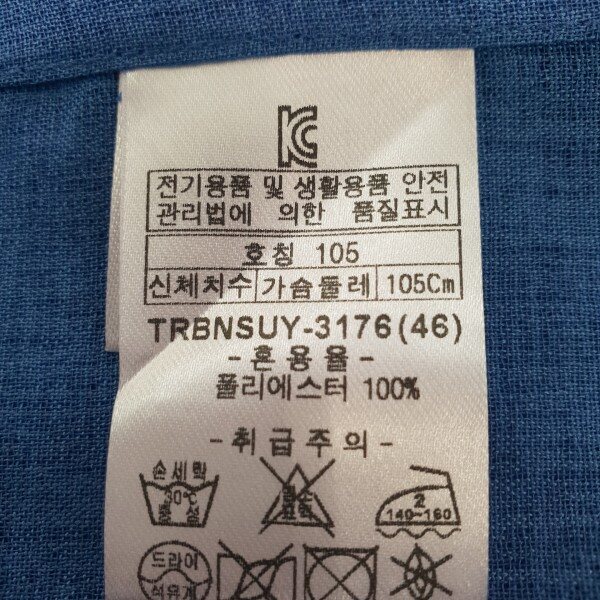 KC
전기용품 및 생활용품 안전
관리법에 의한 품질표시
호칭 105
신체치수 가슴둘레 105Cm
TRBNSUY-3176(46)
- 혼용율 -
폴리에스터 100%
- 취급주의 -
손세탁
30℃
중성
2
140~160
드라이
석유계